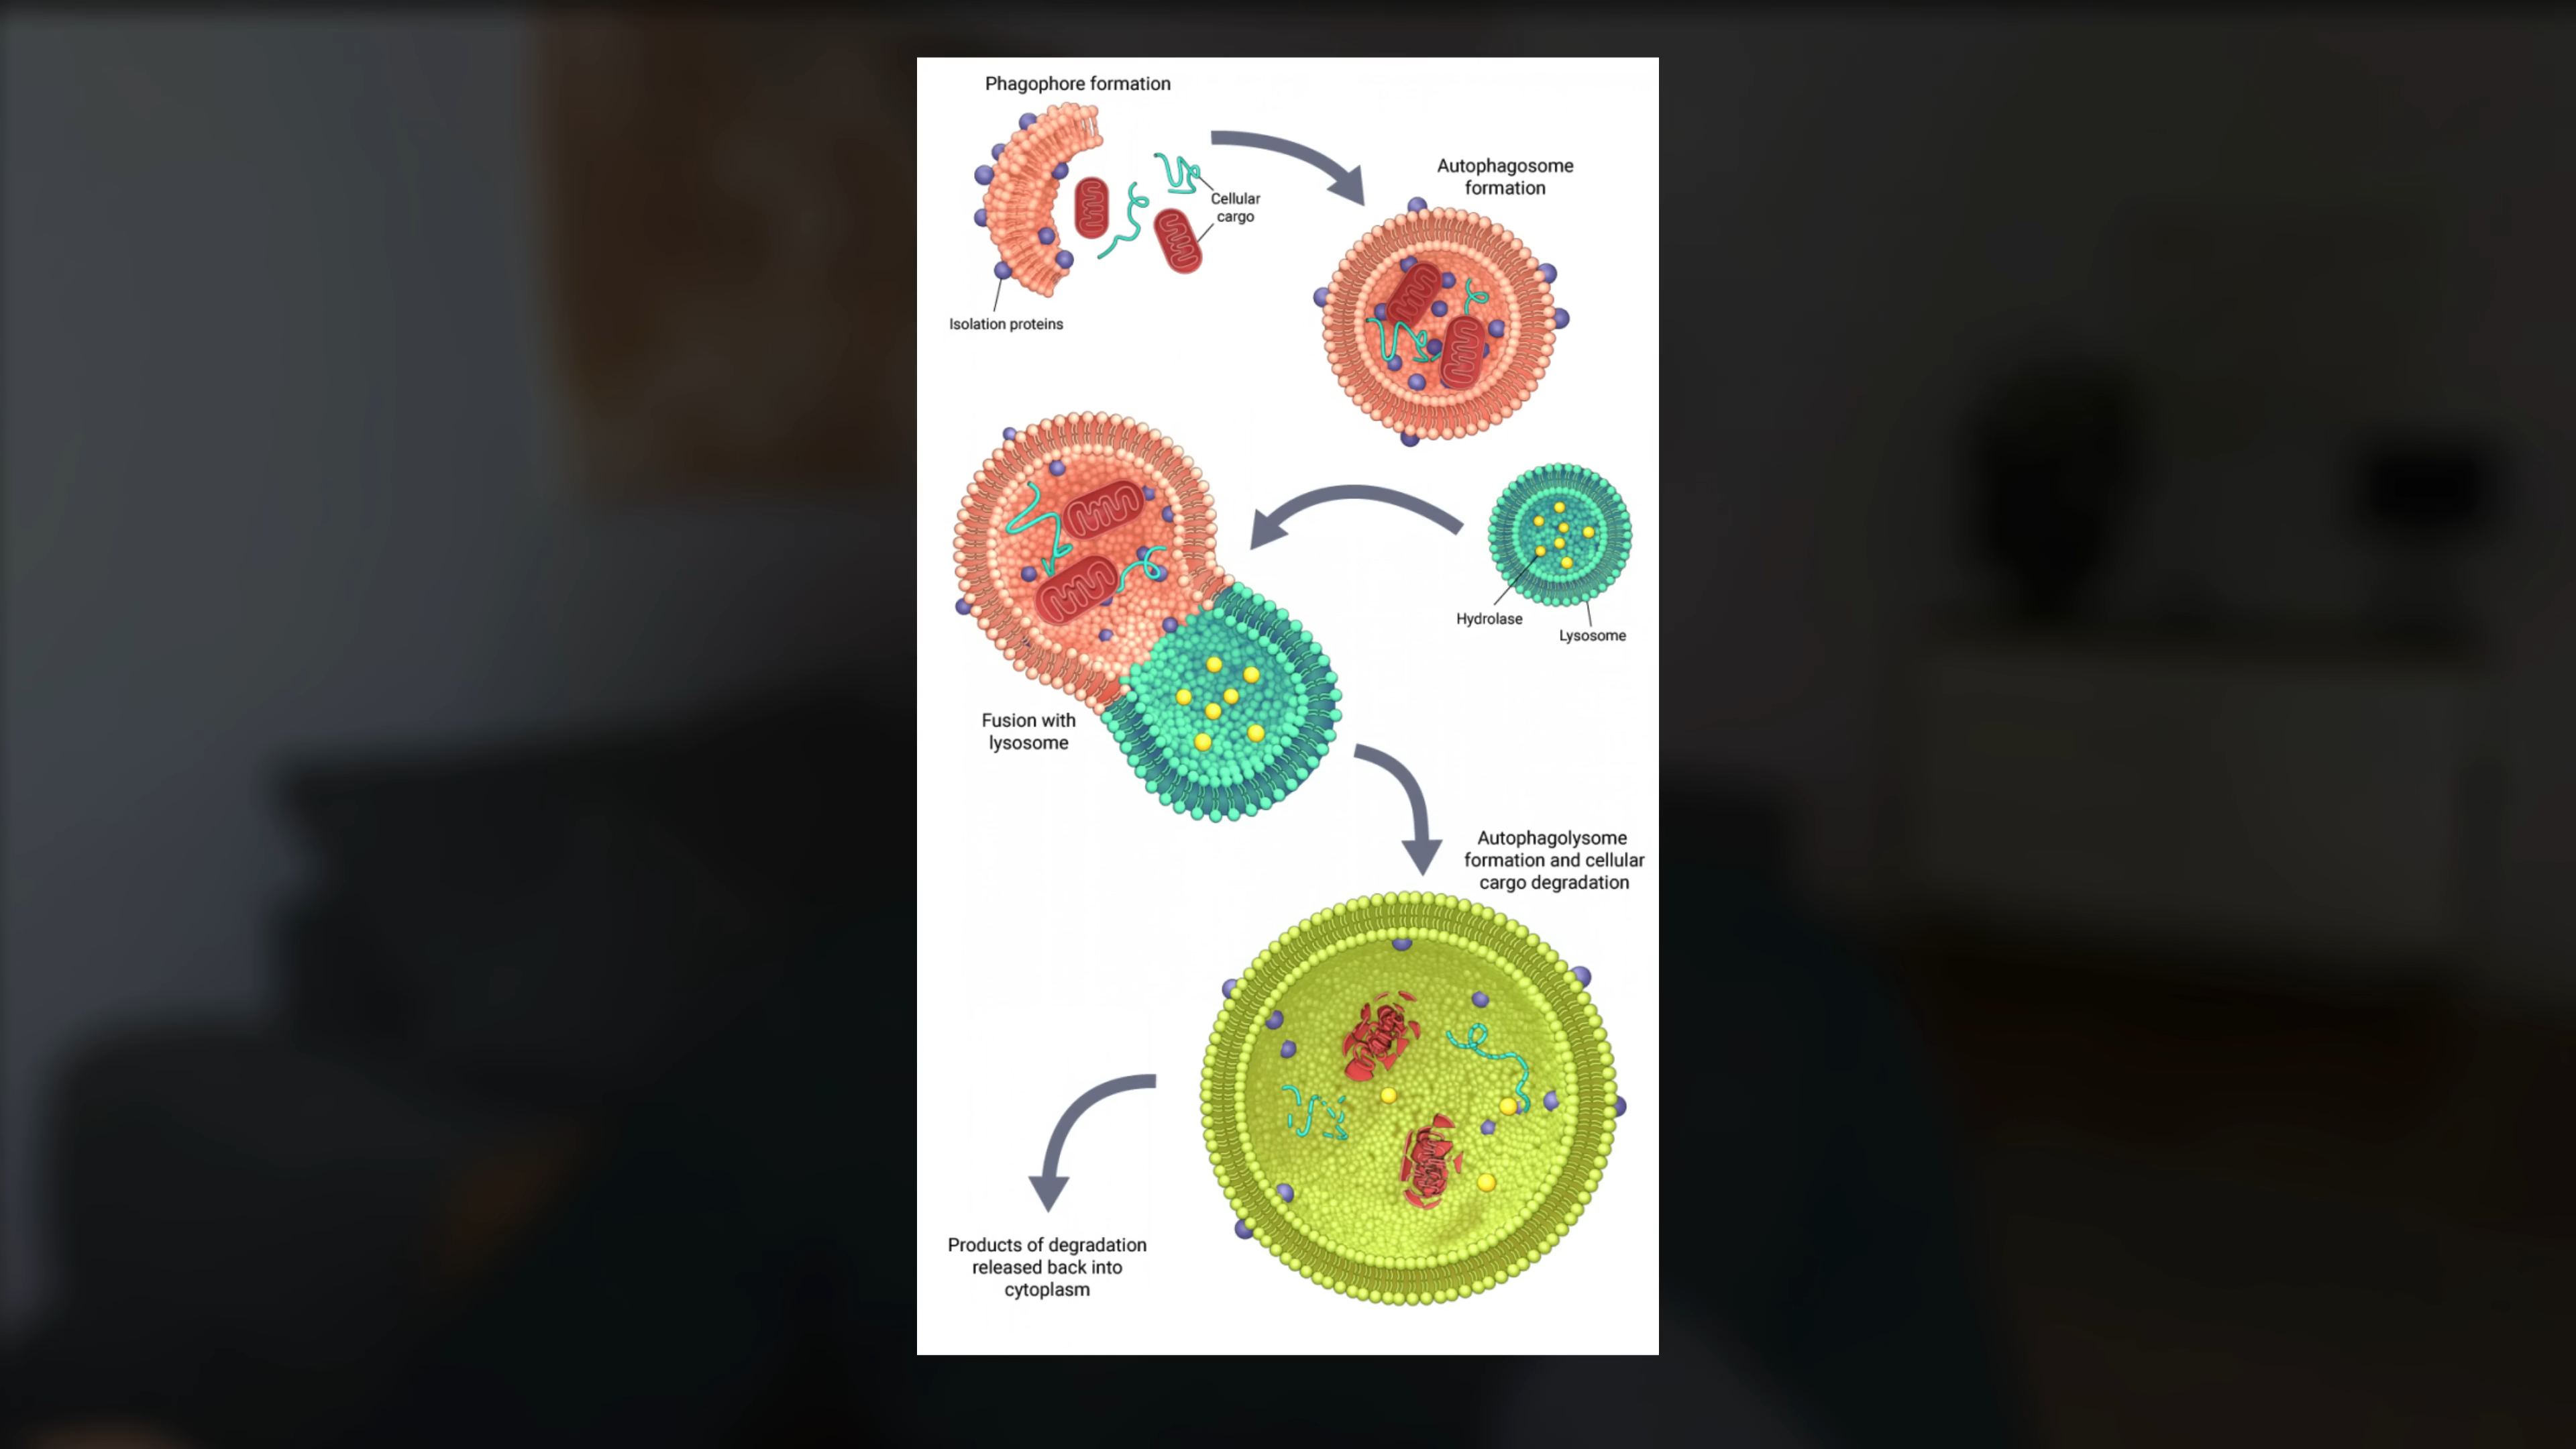 Phagophore formation
Cellular
cargo
Isolation proteins
Autophagosome
formation
Hydrolase
Lysosome
Fusion with
lysosome
Autophagolysome
formation and cellular
cargo degradation
Products of degradation
released back into
cytoplasm